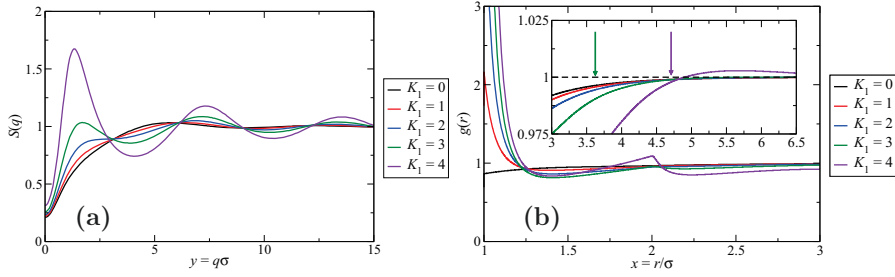 2
1.5
1
0.5
0
S(q)
0
5
10
15
y = qσ
(a)
K₁ = 0
K₁ = 1
K₁ = 2
K₁ = 3
K₁ = 4
3
2
1
0
g(r)
1
1.5
2
2.5
3
x = r/σ
(b)
1.025
1
0.975
3
3.5
4
4.5
5
5.5
6
6.5
K₁ = 0
K₁ = 1
K₁ = 2
K₁ = 3
K₁ = 4